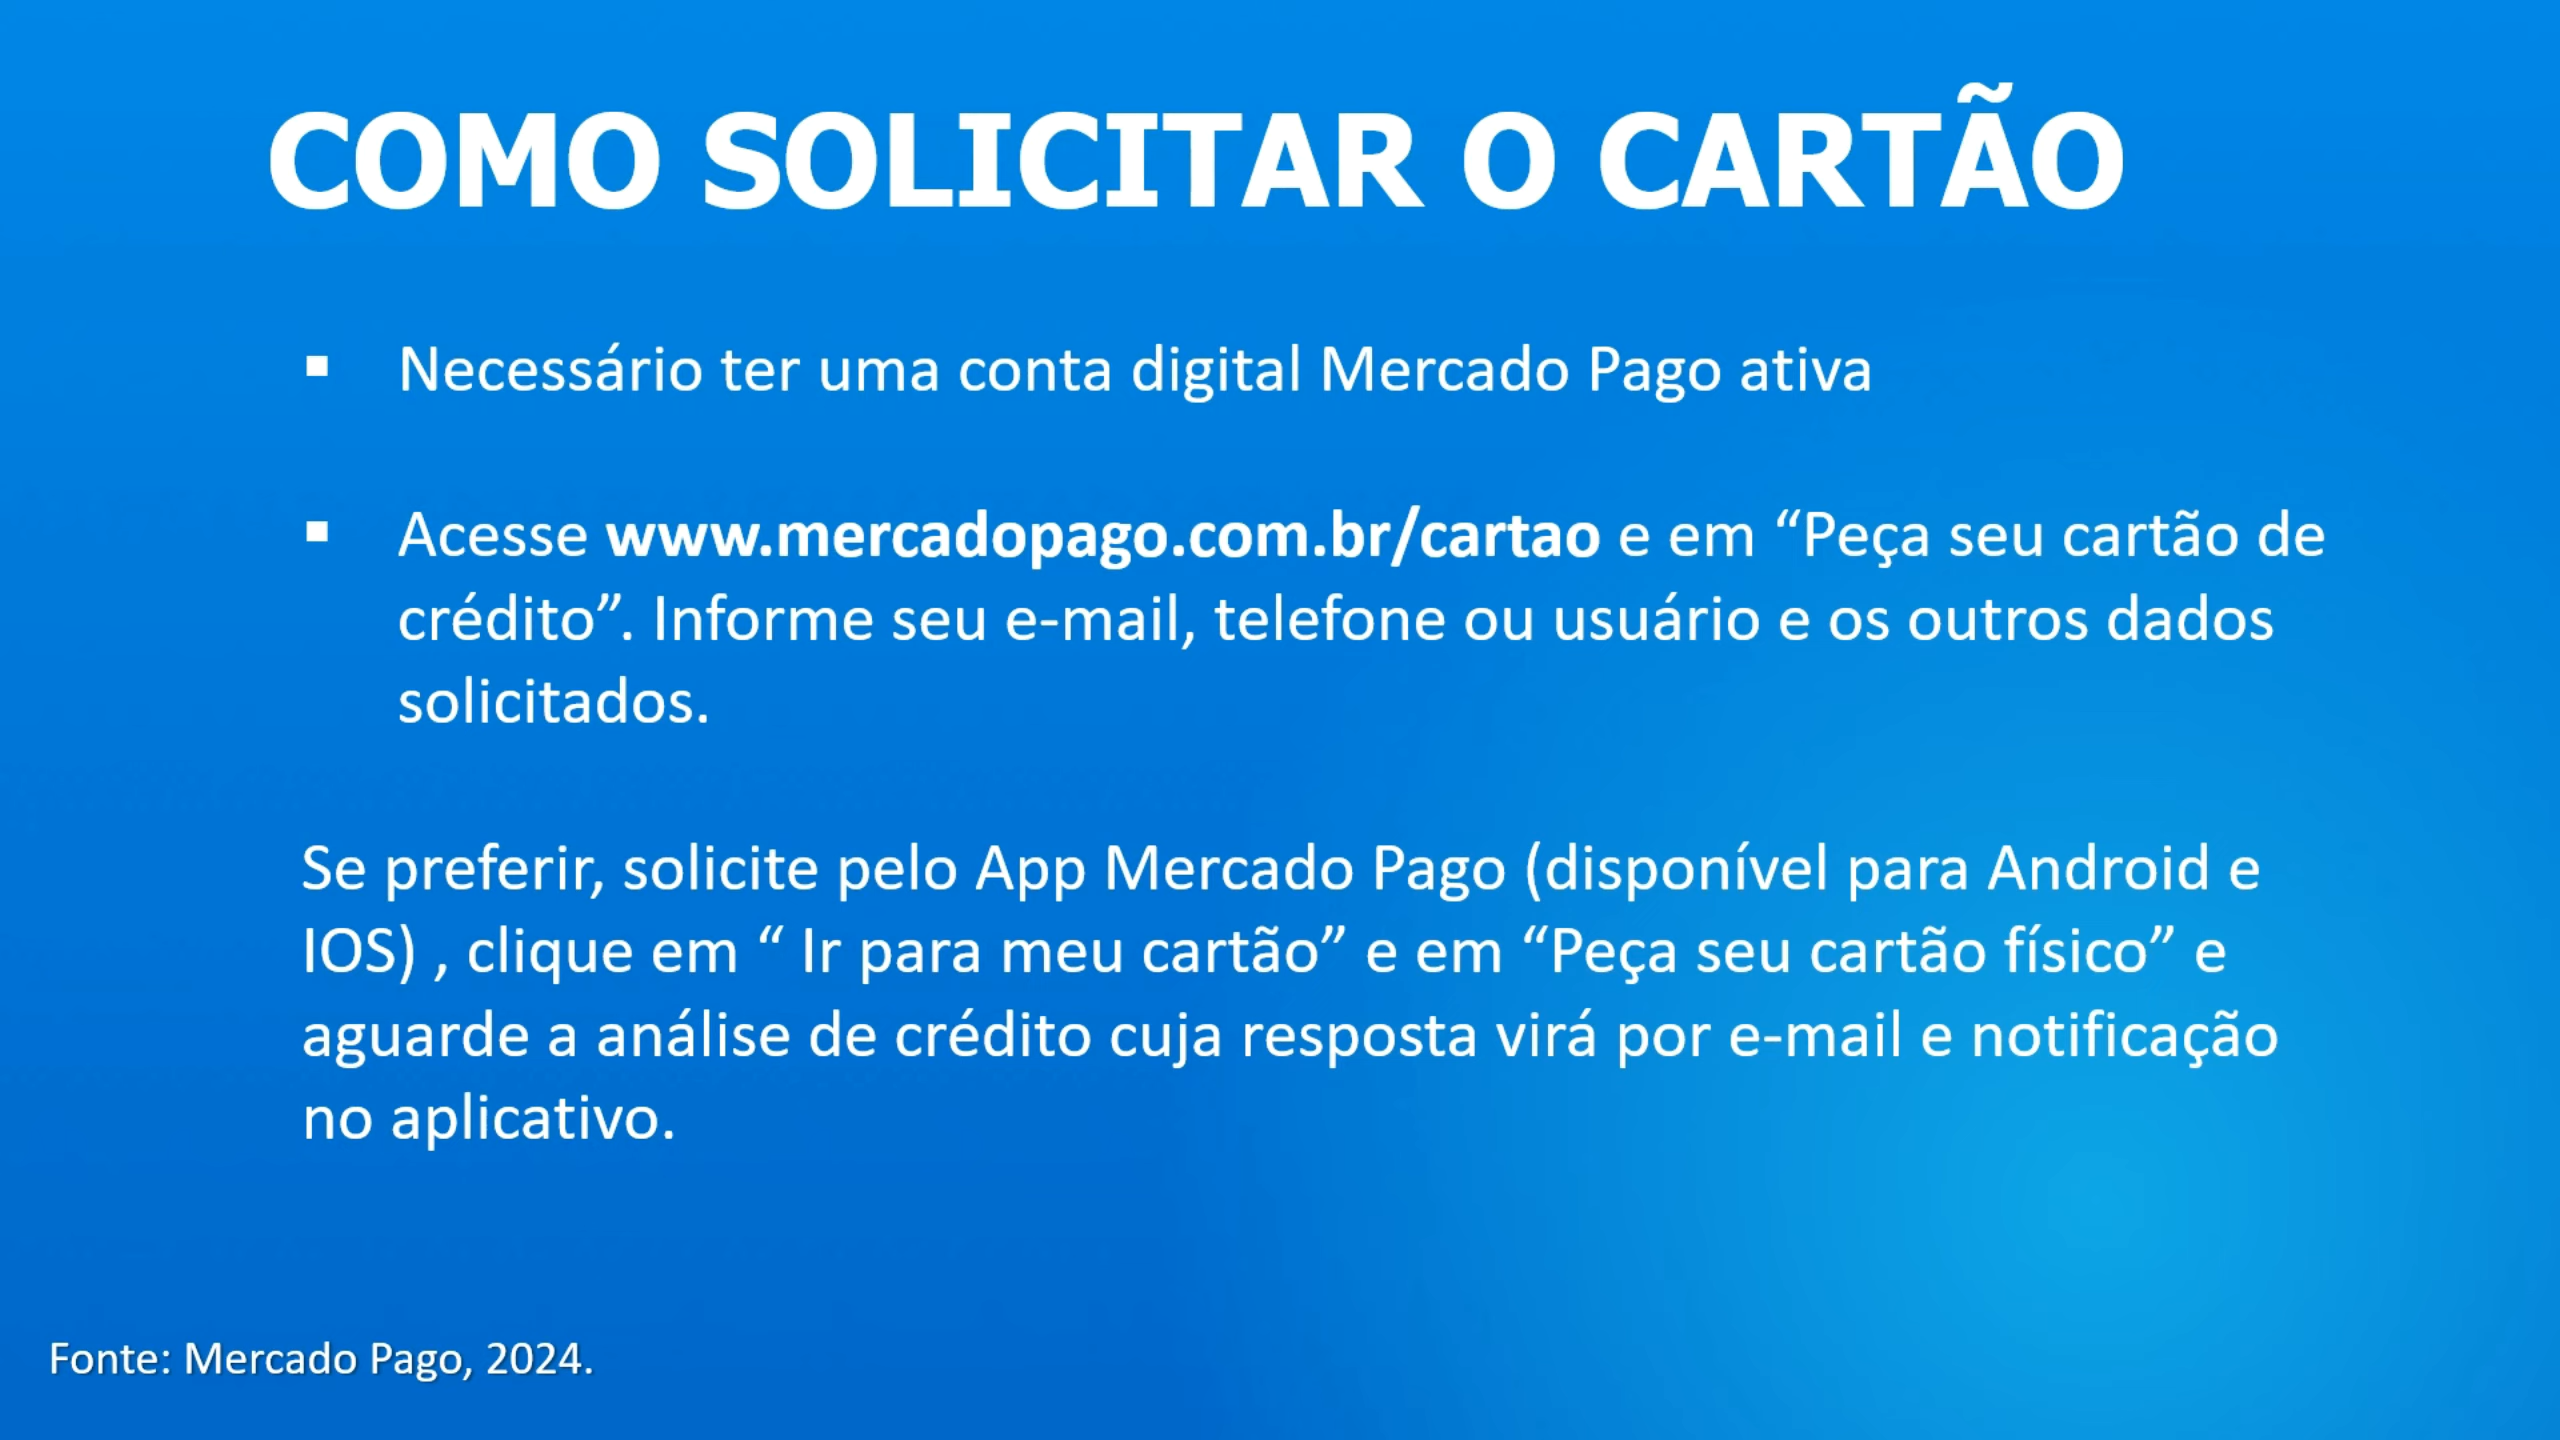 COMO SOLICITAR O CARTÃO
▪ Necessário ter uma conta digital Mercado Pago ativa
▪ Acesse www.mercadopago.com.br/cartao e em “Peça seu cartão de
crédito”. Informe seu e-mail, telefone ou usuário e os outros dados
solicitados.
Se preferir, solicite pelo App Mercado Pago (disponível para Android e
IOS) , clique em “ Ir para meu cartão” e em “Peça seu cartão físico” e
aguarde a análise de crédito cuja resposta virá por e-mail e notificação
no aplicativo.
Fonte: Mercado Pago, 2024.